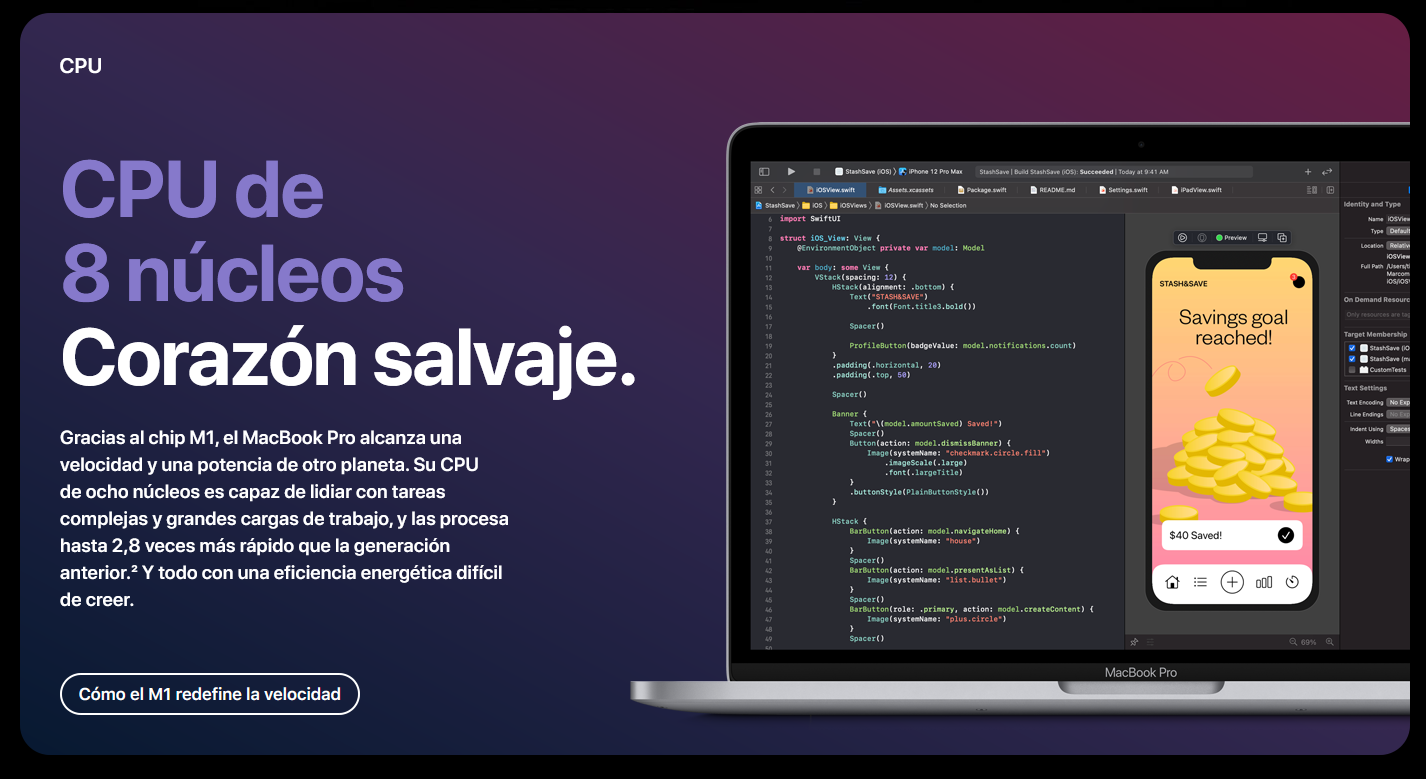 CPU
CPU de
8 núcleos
Corazón salvaje.
Gracias al chip M1, el MacBook Pro alcanza una
velocidad y una potencia de otro planeta. Su CPU
de ocho núcleos es capaz de lidiar con tareas
complejas y grandes cargas de trabajo, y las procesa
hasta 2,8 veces más rápido que la generación
anterior.² Y todo con una eficiencia energética difícil
de creer.
Cómo el M1 redefine la velocidad
StashSave (iOS) iPhone 12 Pro Max StashSave | Build StashSave (iOS): Succeeded | Today at 9:41 AM
iOSView.swift Assets.xcassets Package.swift README.md Settings.swift iPadView.swift
StashSave iOS iOSViews iOSView.swift No Selection
6 import SwiftUI
7
8 struct iOS_View: View {
9 @EnvironmentObject private var model: Model
10
11 var body: some View {
12 VStack(spacing: 12) {
13 HStack(alignment: .bottom) {
14 Text("STASH&SAVE")
15 .font(Font.title3.bold())
16
17 Spacer()
18
19 ProfileButton(badgeValue: model.notifications.count)
20 }
21 .padding(.horizontal, 20)
22 .padding(.top, 50)
23
24 Spacer()
25
26 Banner {
27 Text("\(model.amountSaved) Saved!")
28 Spacer()
29 Button(action: model.dismissBanner) {
30 Image(systemName: "checkmark.circle.fill")
31 .imageScale(.large)
32 .font(.largeTitle)
33 }
34 .buttonStyle(PlainButtonStyle())
35 }
36
37 HStack {
38 BarButton(action: model.navigateHome) {
39 Image(systemName: "house")
40 }
41 Spacer()
42 BarButton(action: model.presentAsList) {
43 Image(systemName: "list.bullet")
44 }
45 Spacer()
46 BarButton(role: .primary, action: model.createContent) {
47 Image(systemName: "plus.circle")
48 }
49 Spacer()
Preview
STASH&SAVE
Savings goal
reached!
$40 Saved!
69%
Identity and Type
Name iOSView
Type Default
Location Relative
iOSView
Full Path /Users/
Marcom
iOS/iOS
On Demand Resour
Only resources are tag
Target Membership
StashSave (iO
StashSave (m
CustomTests
Text Settings
Text Encoding No Exp
Line Endings No Exp
Indent Using Spaces
Widths
Wrap
MacBook Pro